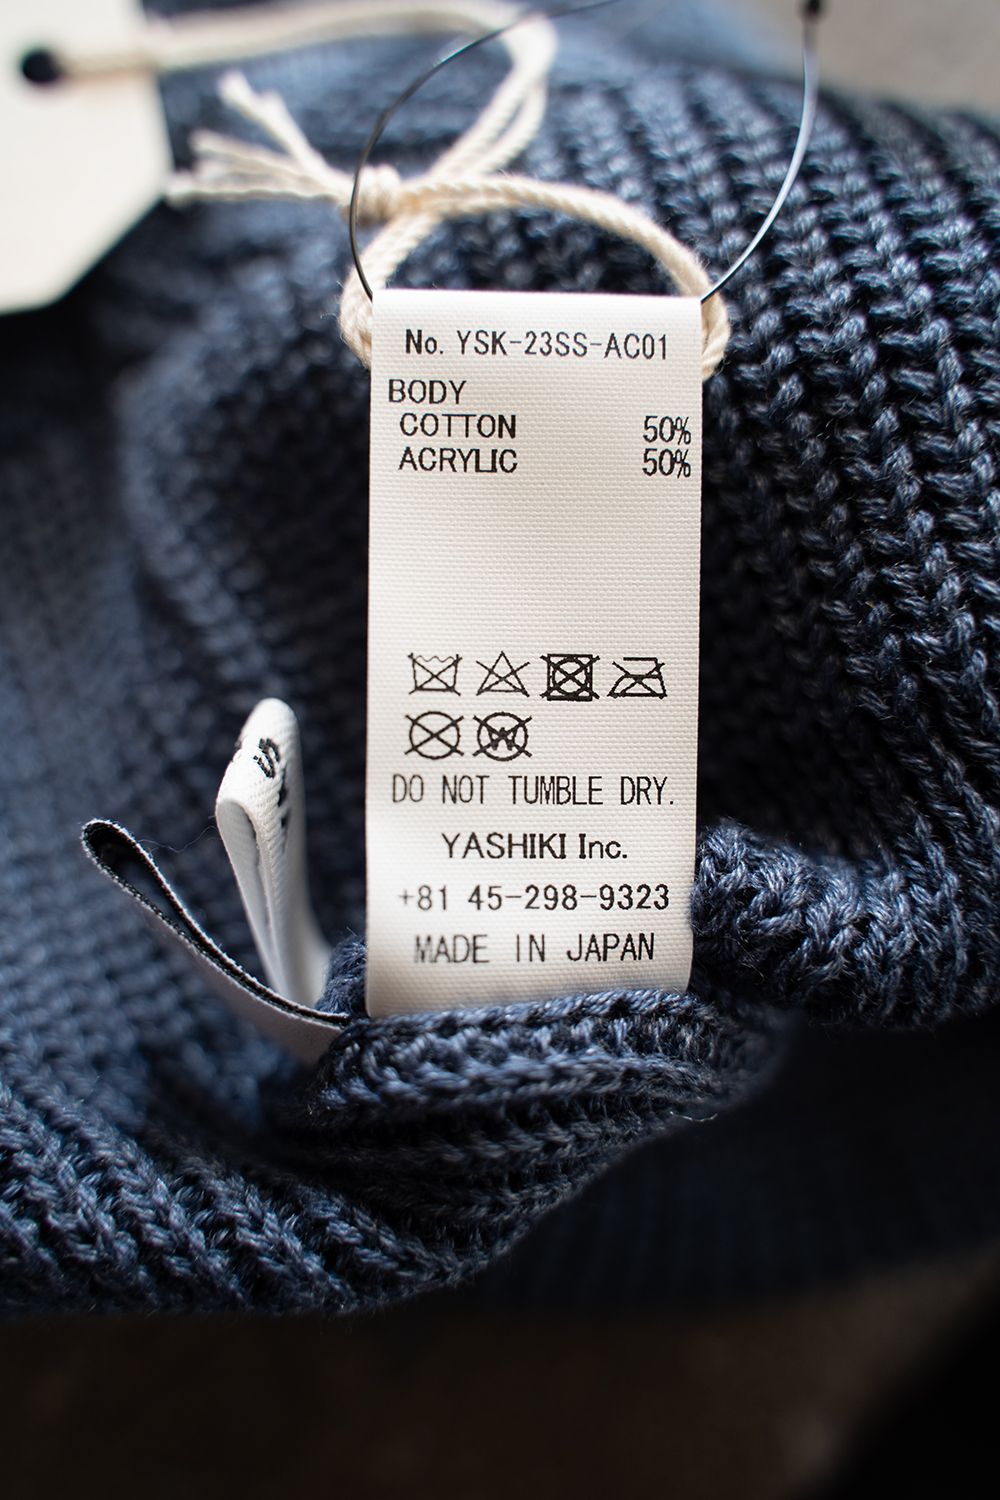 No. YSK-23SS-AC01
BODY
COTTON 50%
ACRYLIC 50%
W
DO NOT TUMBLE DRY.
YASHIKI Inc.
+81 45-298-9323
MADE IN JAPAN
S